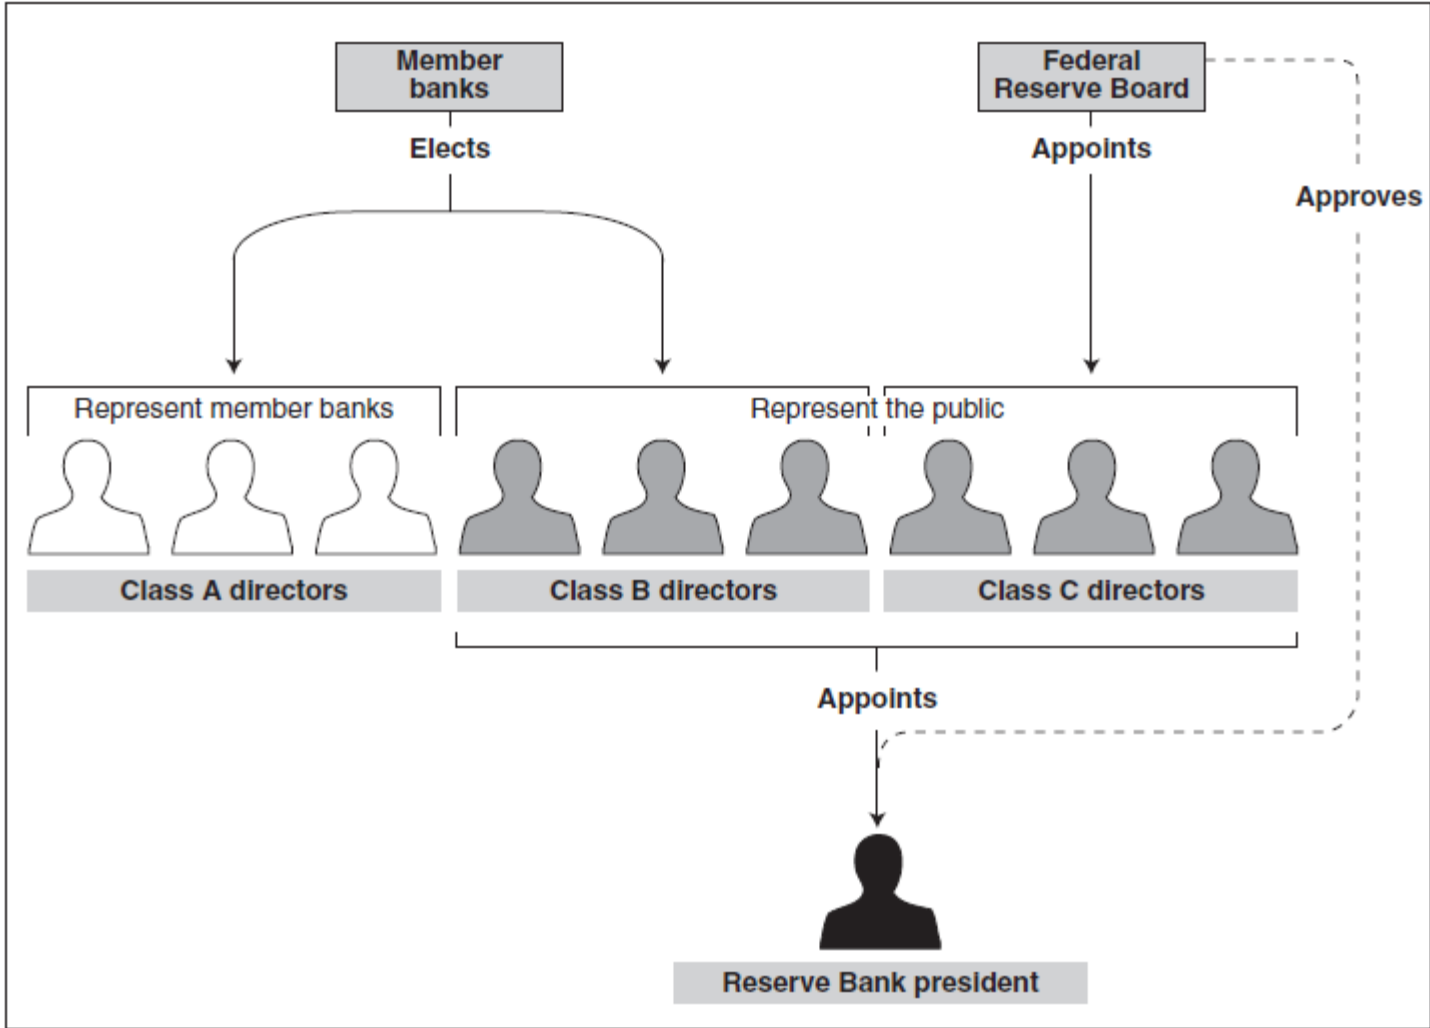 Member
banks
Federal
Reserve Board
Elects
Appoints
Approves
Represent member banks
Represent the public
Class A directors
Class B directors
Class C directors
Appoints
Reserve Bank president